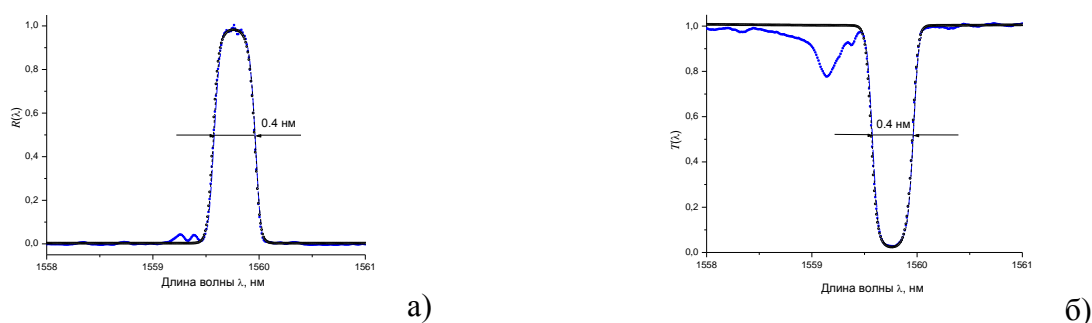 1,0
0,8
0,6
0,4
0,2
0,0
R(λ)
0.4 нм
1558
1559
1560
1561
Длина волны λ, нм
а)
1,0
0,8
0,6
0,4
0,2
0,0
T(λ)
0.4 нм
1558
1559
1560
1561
Длина волны λ, нм
б)